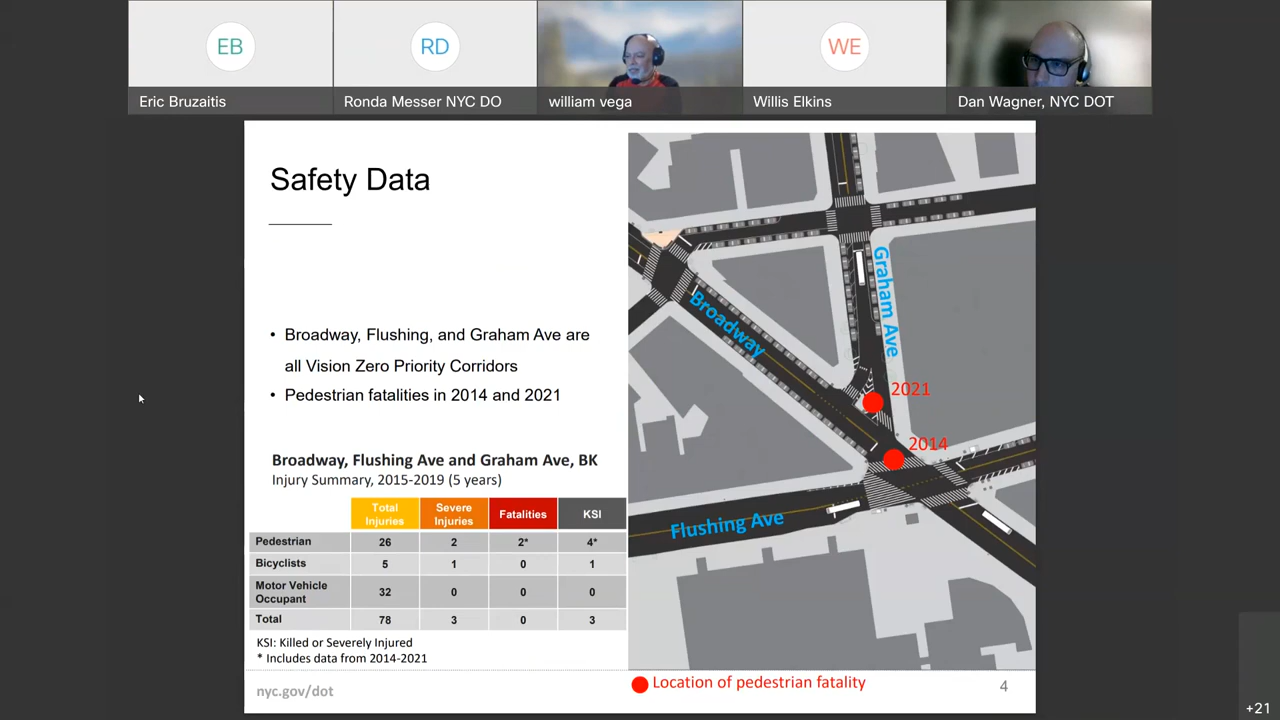 EB
RD
WE
Eric Bruzaitis
Ronda Messer NYC DO
william vega
Willis Elkins
Dan Wagner, NYC DOT
Safety Data
• Broadway, Flushing, and Graham Ave are
all Vision Zero Priority Corridors
• Pedestrian fatalities in 2014 and 2021
Broadway, Flushing Ave and Graham Ave, BK
Injury Summary, 2015-2019 (5 years)
Total Injuries Severe Injuries Fatalities KSI
Pedestrian 26 2 2* 4*
Bicyclists 5 1 0 1
Motor Vehicle Occupant 32 0 0 0
Total 78 3 0 3
KSI: Killed or Severely Injured
* Includes data from 2014-2021
nyc.gov/dot
Broadway
Graham Ave
2021
2014
Flushing Ave
Location of pedestrian fatality
4
+21